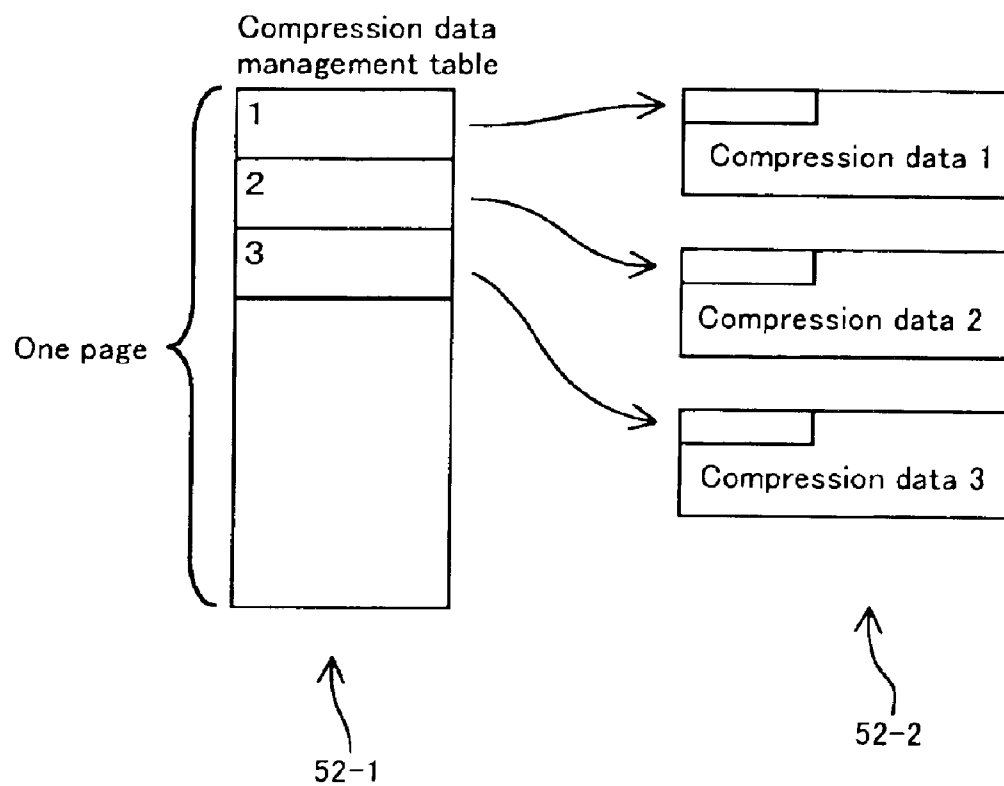 Compression data
management table
1
2
3
One page
Compression data 1
Compression data 2
Compression data 3
52-1
52-2